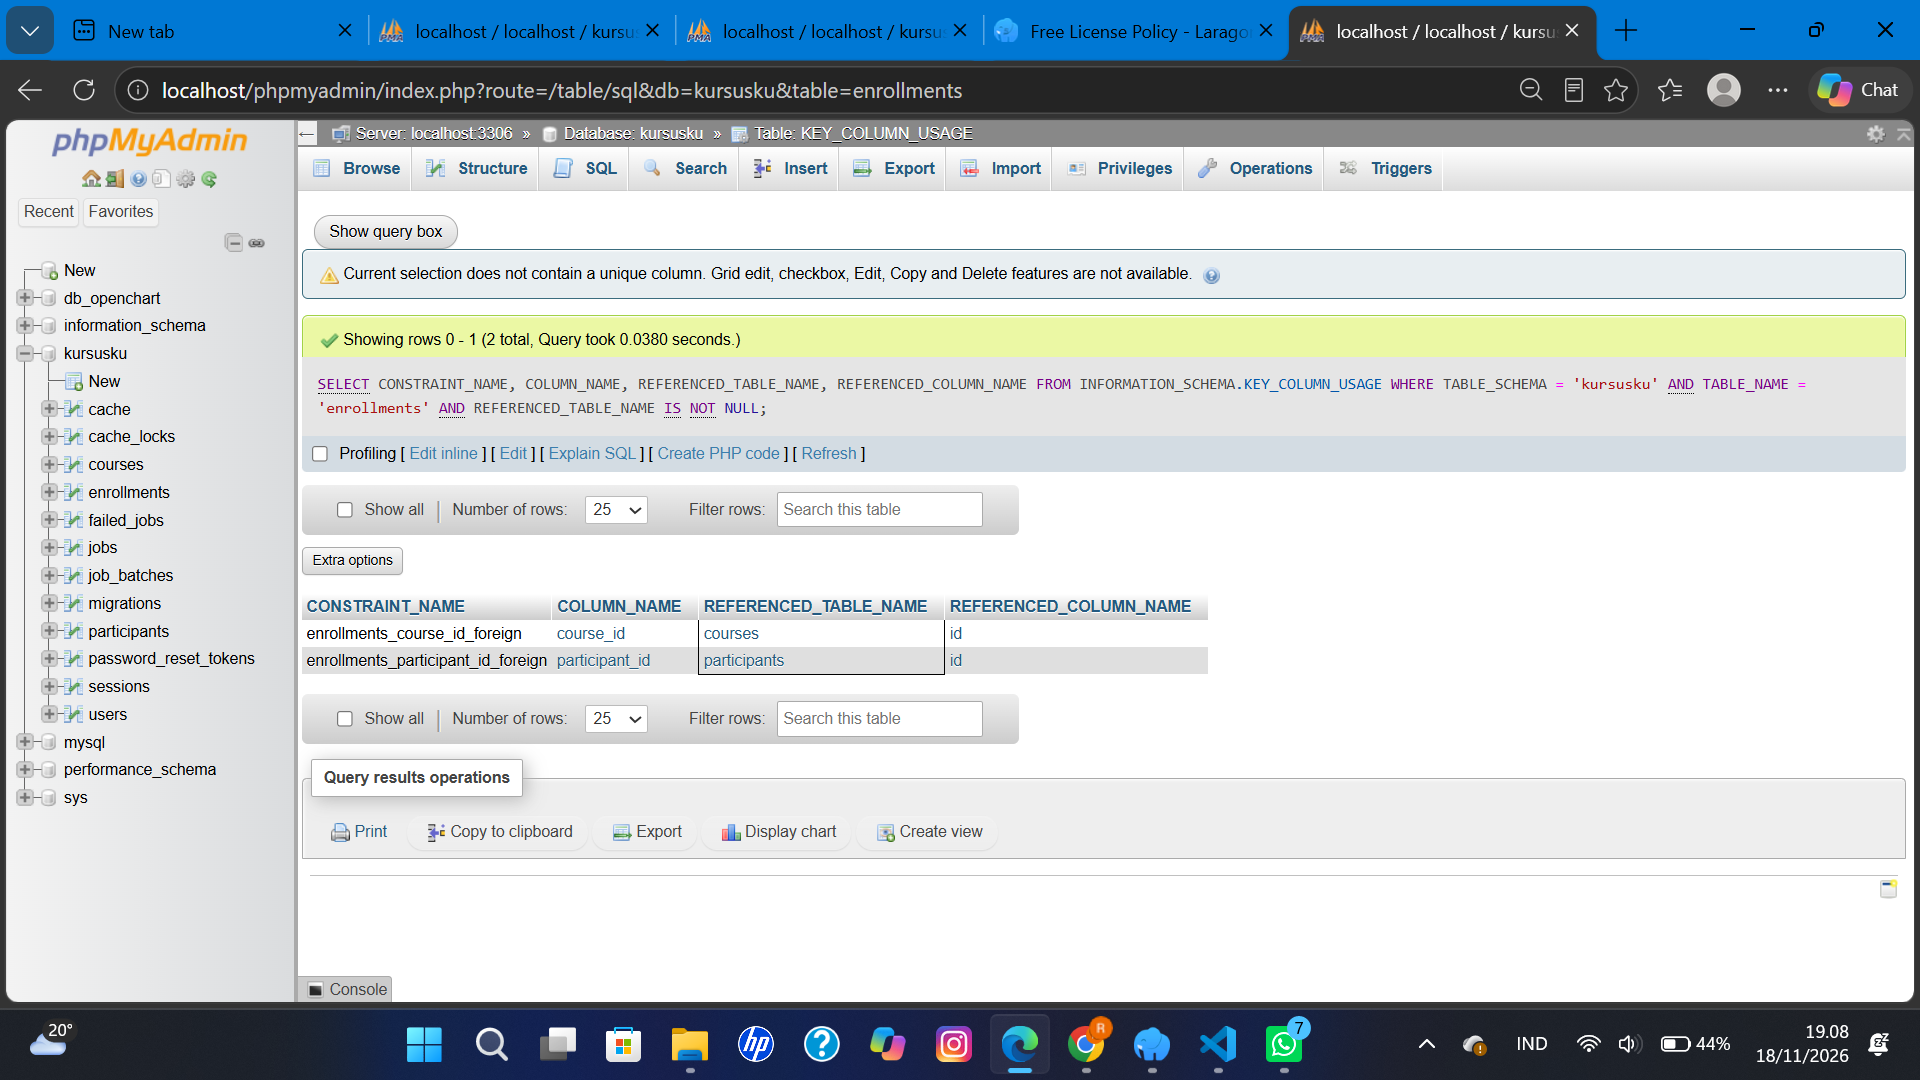 New tab
localhost / localhost / kursus
localhost / localhost / kursus
Free License Policy - Larago
localhost / localhost / kursu
localhost/phpmyadmin/index.php?route=/table/sql&db=kursusku&table=enrollments
Chat
phpMyAdmin
Recent
Favorites
New
db_openchart
information_schema
kursusku
New
cache
cache_locks
courses
enrollments
failed_jobs
jobs
job_batches
migrations
participants
password_reset_tokens
sessions
users
mysql
performance_schema
sys
Server: localhost:3306 » Database: kursusku » Table: KEY_COLUMN_USAGE
Browse Structure SQL Search Insert Export Import Privileges Operations Triggers
Show query box
Current selection does not contain a unique column. Grid edit, checkbox, Edit, Copy and Delete features are not available.
Showing rows 0 - 1 (2 total, Query took 0.0380 seconds.)
SELECT CONSTRAINT_NAME, COLUMN_NAME, REFERENCED_TABLE_NAME, REFERENCED_COLUMN_NAME FROM INFORMATION_SCHEMA.KEY_COLUMN_USAGE WHERE TABLE_SCHEMA = 'kursusku' AND TABLE_NAME =
'enrollments' AND REFERENCED_TABLE_NAME IS NOT NULL;
Profiling [ Edit inline ] [ Edit ] [ Explain SQL ] [ Create PHP code ] [ Refresh ]
Show all Number of rows: 25 Filter rows: Search this table
Extra options
CONSTRAINT_NAME COLUMN_NAME REFERENCED_TABLE_NAME REFERENCED_COLUMN_NAME
enrollments_course_id_foreign course_id courses id
enrollments_participant_id_foreign participant_id participants id
Show all Number of rows: 25 Filter rows: Search this table
Query results operations
Print Copy to clipboard Export Display chart Create view
Console
20°
hp
R
7
IND
44%
19.08
18/11/2026